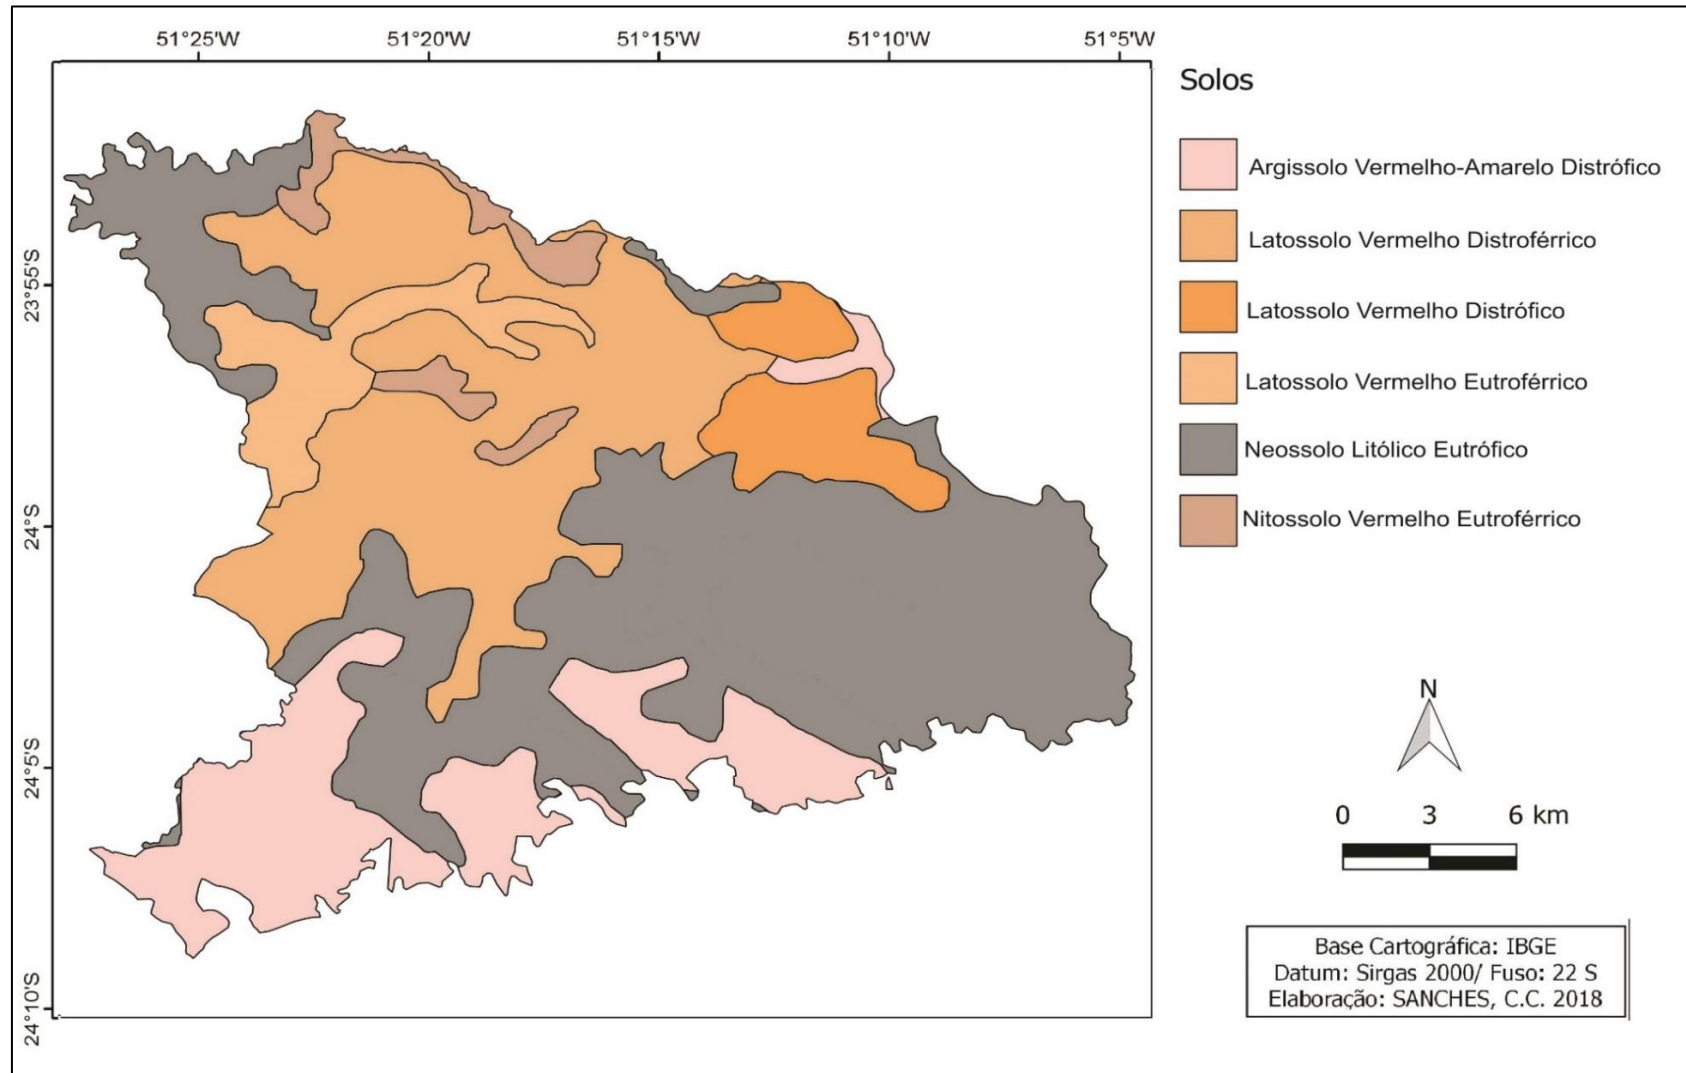 51°25'W 51°20'W 51°15'W 51°10'W 51°5'W
Solos
Argissolo Vermelho-Amarelo Distrófico
Latossolo Vermelho Distroférrico
23°55'S
Latossolo Vermelho Distrófico
Latossolo Vermelho Eutroférrico
Neossolo Litólico Eutrófico
24°S
Nitossolo Vermelho Eutroférrico
N
24°5'S
0 3 6 km
Base Cartográfica: IBGE
Datum: Sirgas 2000/ Fuso: 22 S
Elaboração: SANCHES, C.C. 2018
24°10'S